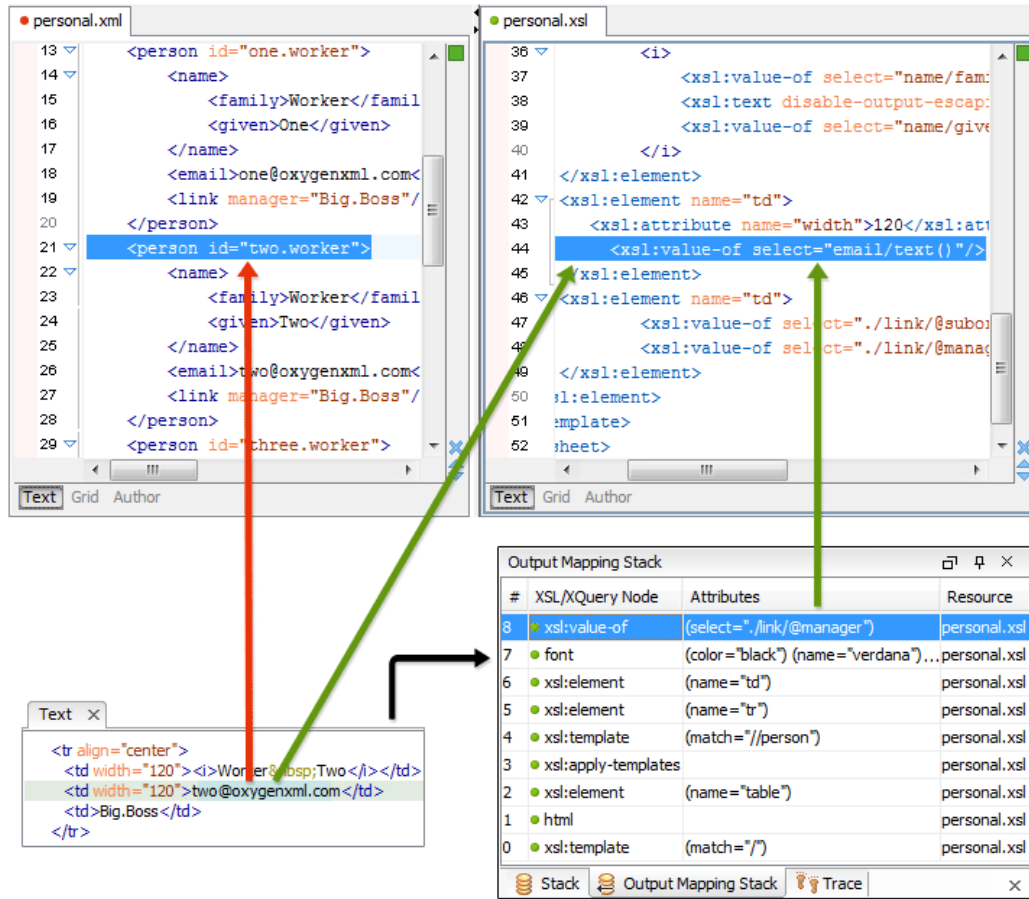 personal.xml
13 <person id="one.worker">
14 <name>
15 <family>Worker</famil
16 <given>One</given>
17 </name>
18 <email>one@oxygenxml.com<
19 <link manager="Big.Boss"/
20 </person>
21 <person id="two.worker">
22 <name>
23 <family>Worker</famil
24 <given>Two</given>
25 </name>
26 <email>two@oxygenxml.com<
27 <link manager="Big.Boss"/
28 </person>
29 <person id="three.worker">
Text Grid Author
personal.xsl
36 <i>
37 <xsl:value-of select="name/fam
38 <xsl:text disable-output-escap
39 <xsl:value-of select="name/give
40 </i>
41 </xsl:element>
42 <xsl:element name="td">
43 <xsl:attribute name="width">120</xsl:att
44 <xsl:value-of select="email/text()"/>
45 /xsl:element>
46 <xsl:element name="td">
47 <xsl:value-of select="./link/@subor
48 <xsl:value-of select="./link/@manag
49 </xsl:element>
50 sl:element>
51 emplate>
52 sheet>
Text Grid Author
Output Mapping Stack
# XSL/XQuery Node Attributes Resource
8 xsl:value-of (select="./link/@manager") personal.xsl
7 font (color="black") (name="verdana") ... personal.xsl
6 xsl:element (name="td") personal.xsl
5 xsl:element (name="tr") personal.xsl
4 xsl:template (match="//person") personal.xsl
3 xsl:apply-templates personal.xsl
2 xsl:element (name="table") personal.xsl
1 html personal.xsl
0 xsl:template (match="/") personal.xsl
Stack Output Mapping Stack Trace
Text
<tr align="center">
<td width="120"><i>Worker&nbsp;Two</i></td>
<td width="120">two@oxygenxml.com</td>
<td>Big.Boss</td>
</tr>